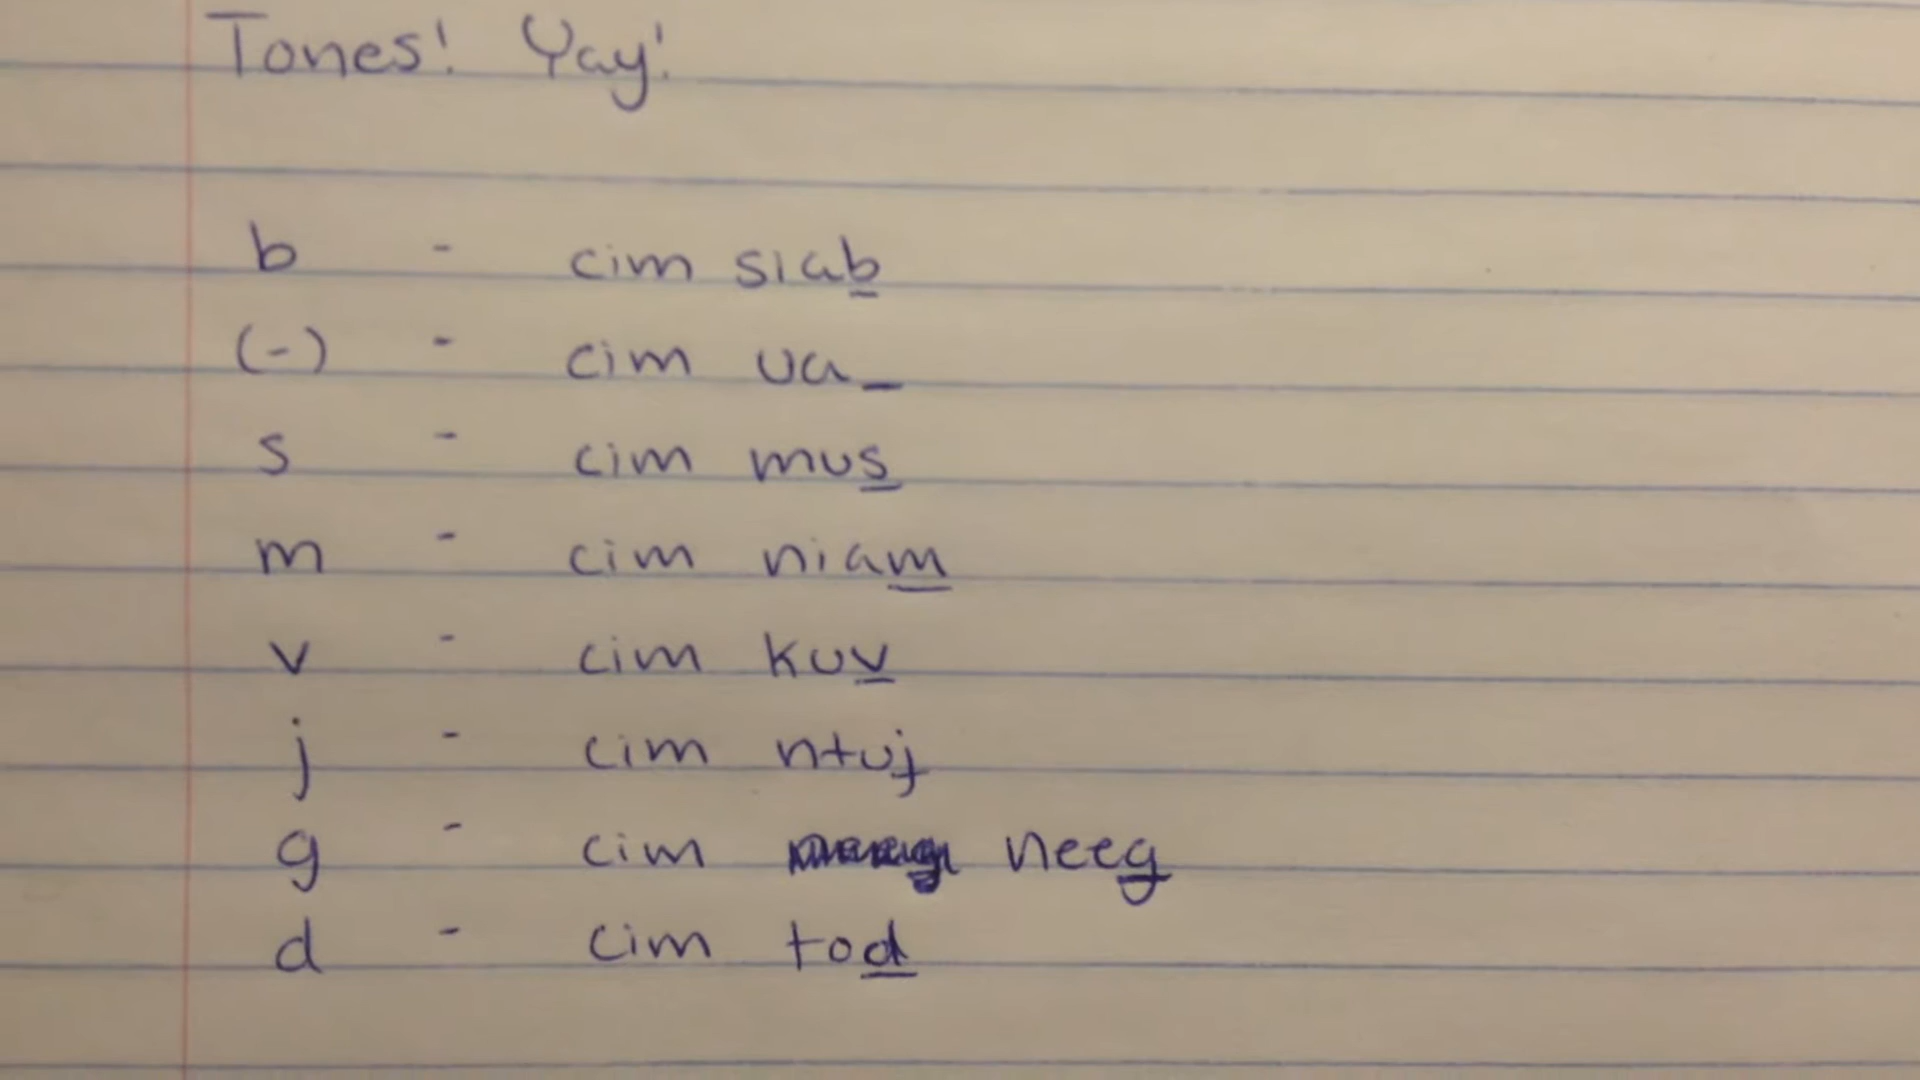 Tones! Yay!
b - cim siab
(-) - cim ua_
s - cim mus
m - cim niam
v - cim kuv
j - cim ntuj
g - cim neeg
d - cim tod